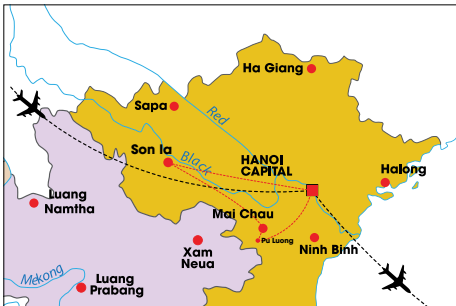 Ha Giang
Sapa
Red
Son la
Black
HANOI
CAPITAL
Halong
Luang
Namtha
Mai Chau
Pu Luong
Ninh Binh
Xam
Neua
Mekong
Luang
Prabang